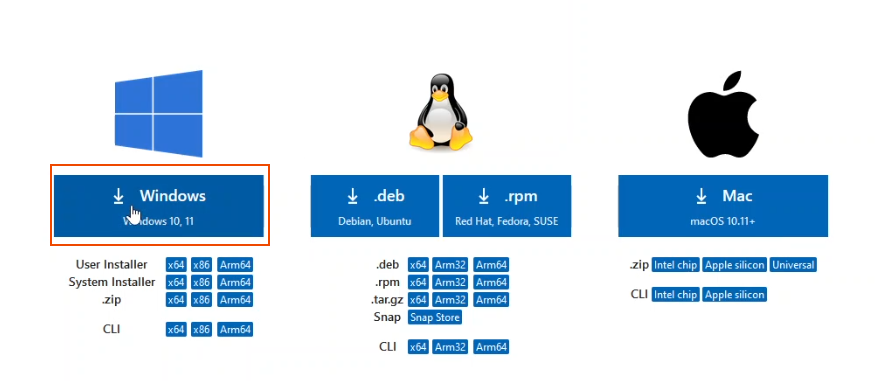 Windows
Windows 10, 11
User Installer x64 x86 Arm64
System Installer x64 x86 Arm64
.zip x64 x86 Arm64
CLI x64 x86 Arm64
.deb
Debian, Ubuntu
.rpm
Red Hat, Fedora, SUSE
.deb x64 Arm32 Arm64
.rpm x64 Arm32 Arm64
.tar.gz x64 Arm32 Arm64
Snap Snap Store
CLI x64 Arm32 Arm64
Mac
macOS 10.11+
.zip Intel chip Apple silicon Universal
CLI Intel chip Apple silicon